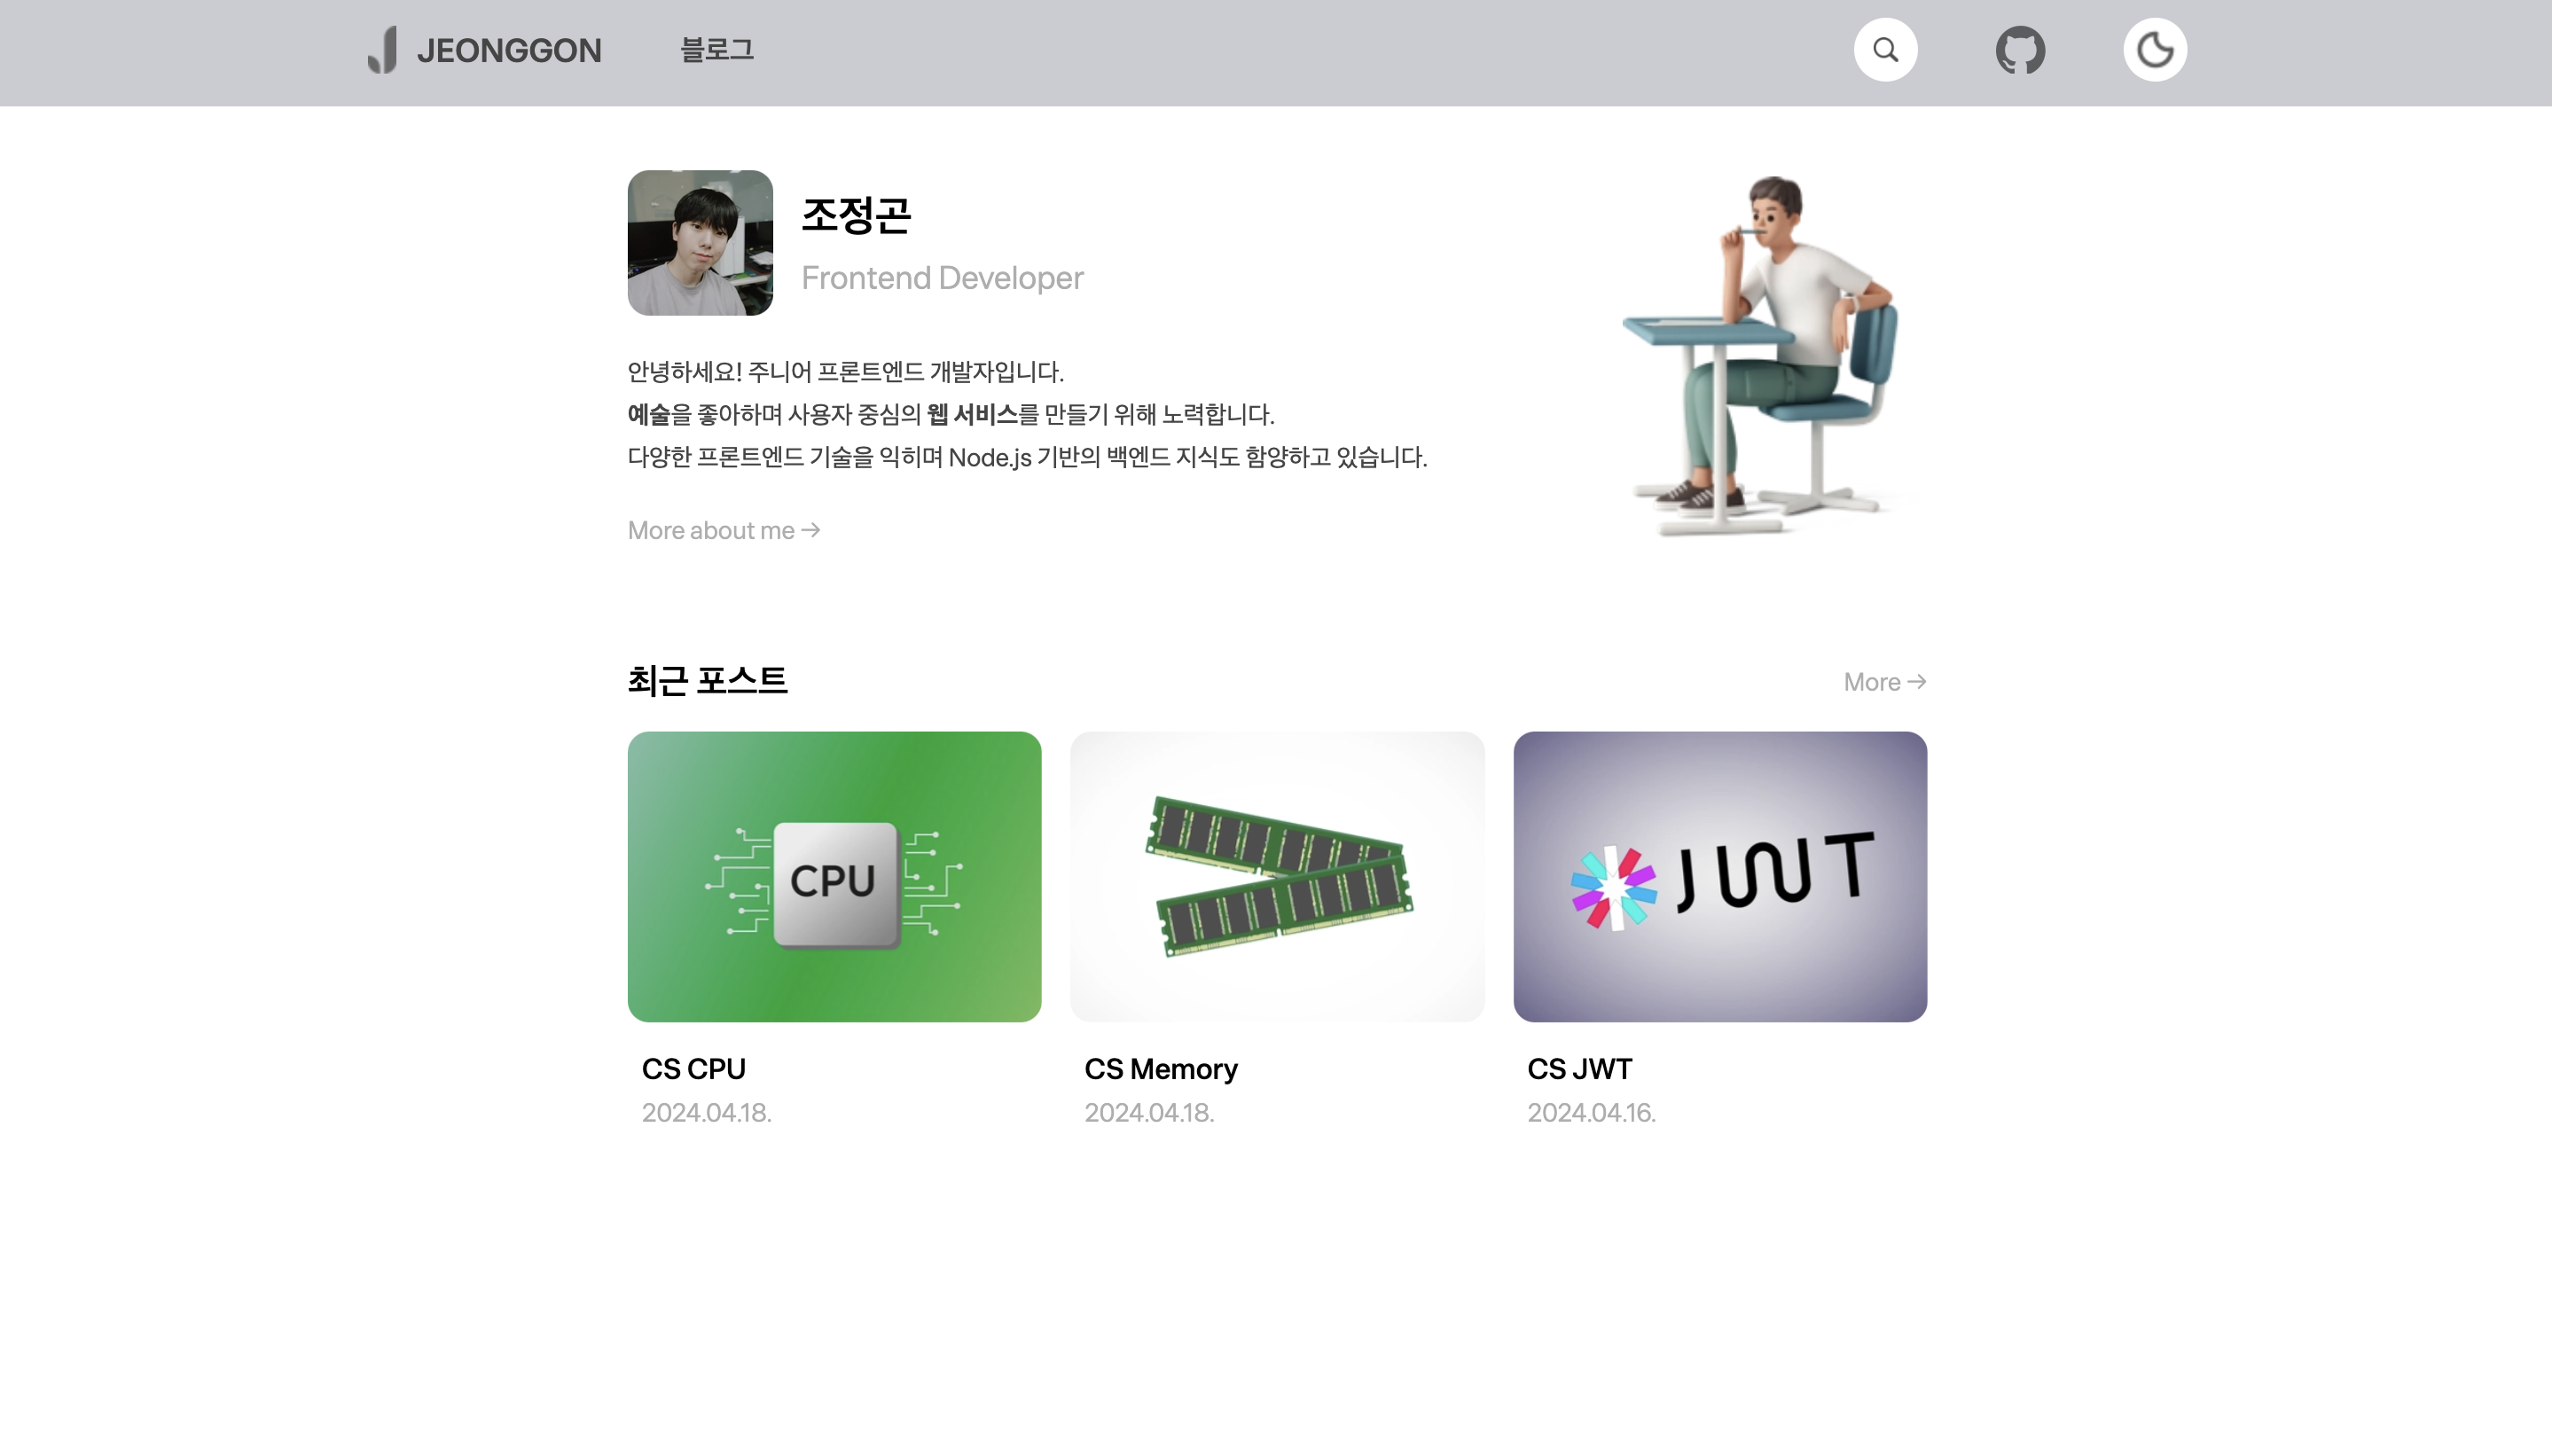 JEONGGON 블로그
조정곤
Frontend Developer
안녕하세요! 주니어 프론트엔드 개발자입니다.
예술을 좋아하며 사용자 중심의 웹 서비스를 만들기 위해 노력합니다.
다양한 프론트엔드 기술을 익히며 Node.js 기반의 백엔드 지식도 함양하고 있습니다.
More about me →
최근 포스트
More →
CPU
JWT
CS CPU
2024.04.18.
CS Memory
2024.04.18.
CS JWT
2024.04.16.